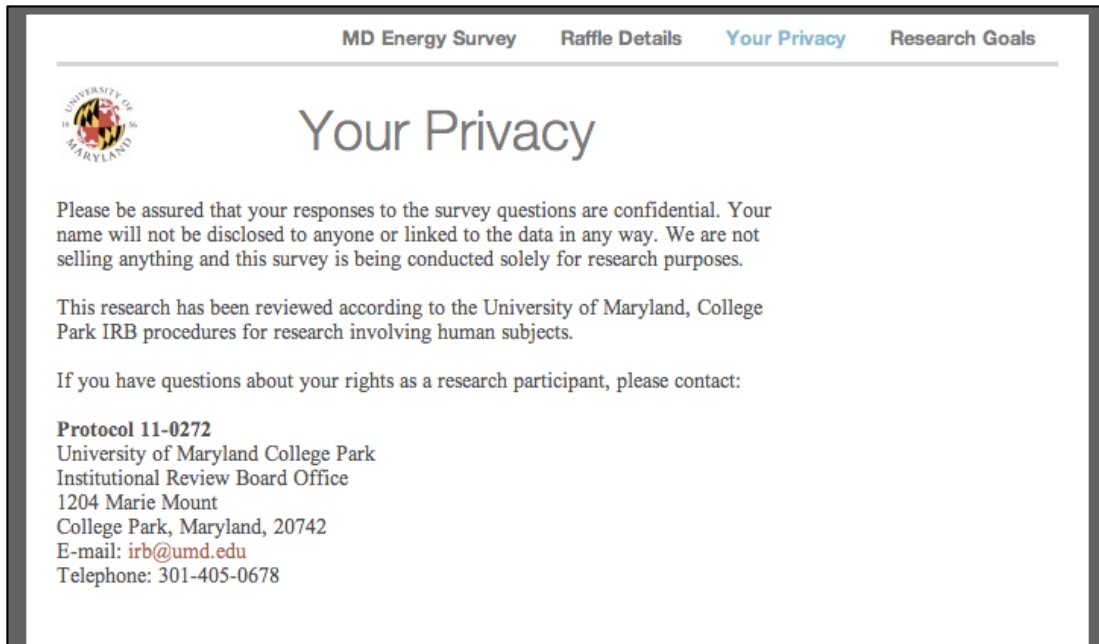 MD Energy Survey Raffle Details Your Privacy Research Goals
UNIVERSITY OF
18 56
MARYLAND
Your Privacy
Please be assured that your responses to the survey questions are confidential. Your
name will not be disclosed to anyone or linked to the data in any way. We are not
selling anything and this survey is being conducted solely for research purposes.
This research has been reviewed according to the University of Maryland, College
Park IRB procedures for research involving human subjects.
If you have questions about your rights as a research participant, please contact:
Protocol 11-0272
University of Maryland College Park
Institutional Review Board Office
1204 Marie Mount
College Park, Maryland, 20742
E-mail: irb@umd.edu
Telephone: 301-405-0678